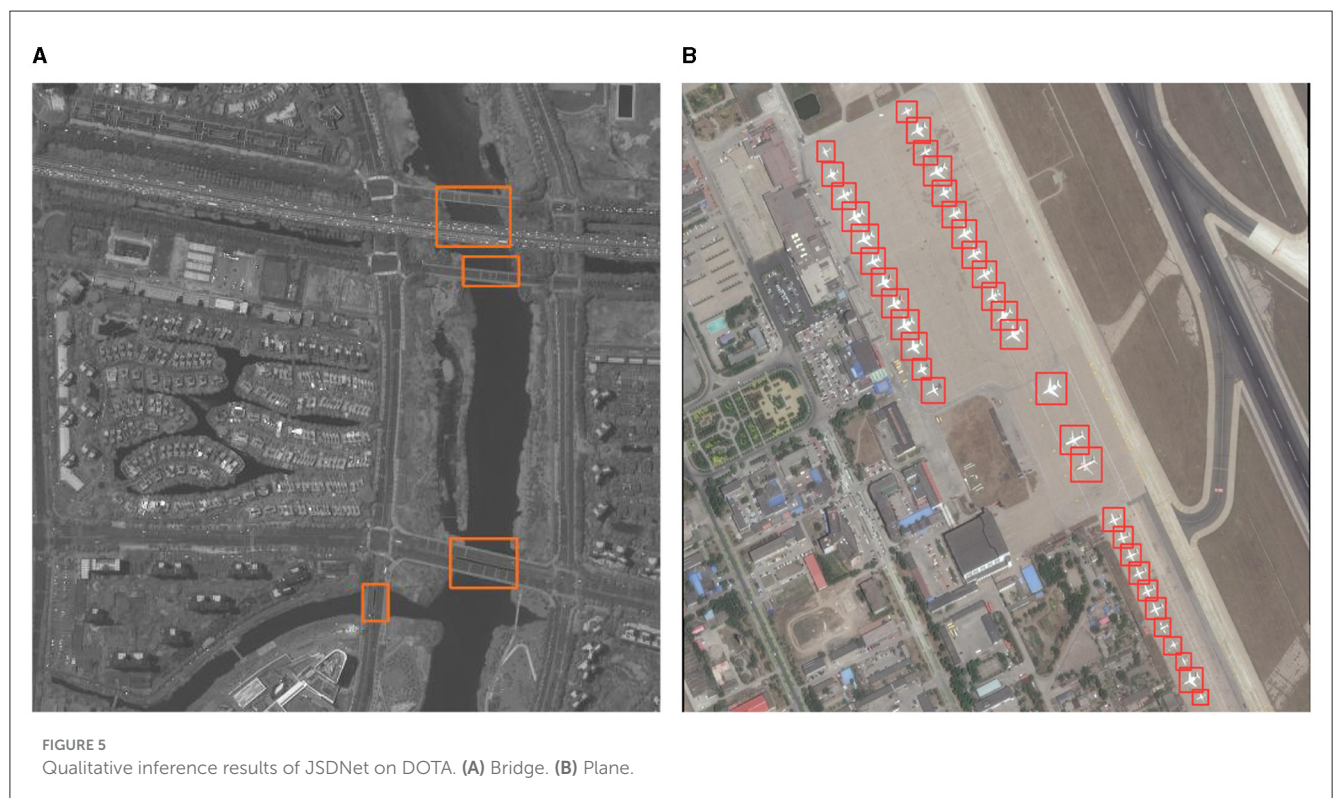 A
B
FIGURE 5
Qualitative inference results of JSDNet on DOTA. (A) Bridge. (B) Plane.